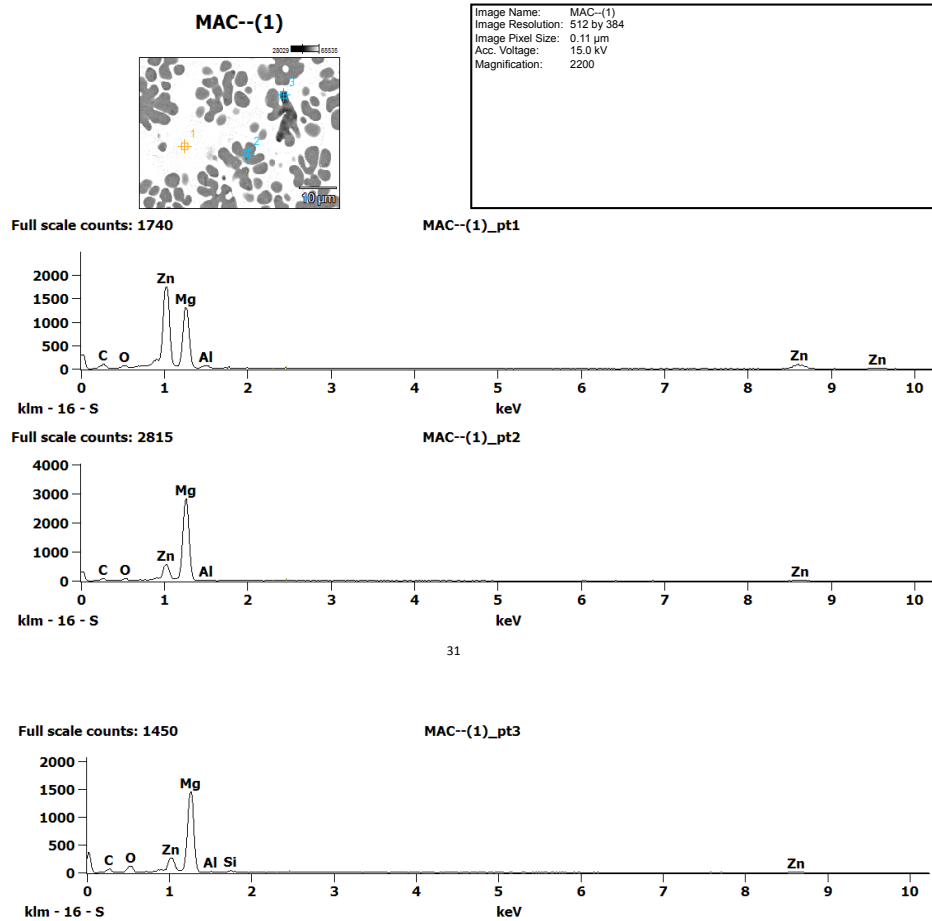 MAC--(1)
28029 65535
1
2
3
10 µm
Image Name: MAC--(1)
Image Resolution: 512 by 384
Image Pixel Size: 0.11 µm
Acc. Voltage: 15.0 kV
Magnification: 2200
Full scale counts: 1740 MAC--(1)_pt1
2000
1500
1000
500
0
C O Zn Mg Al Zn Zn
0 1 2 3 4 5 6 7 8 9 10
klm - 16 - S keV
Full scale counts: 2815 MAC--(1)_pt2
4000
3000
2000
1000
0
C O Zn Mg Al Zn
0 1 2 3 4 5 6 7 8 9 10
klm - 16 - S keV
31
Full scale counts: 1450 MAC--(1)_pt3
2000
1500
1000
500
0
C O Zn Mg Al Si Zn
0 1 2 3 4 5 6 7 8 9 10
klm - 16 - S keV